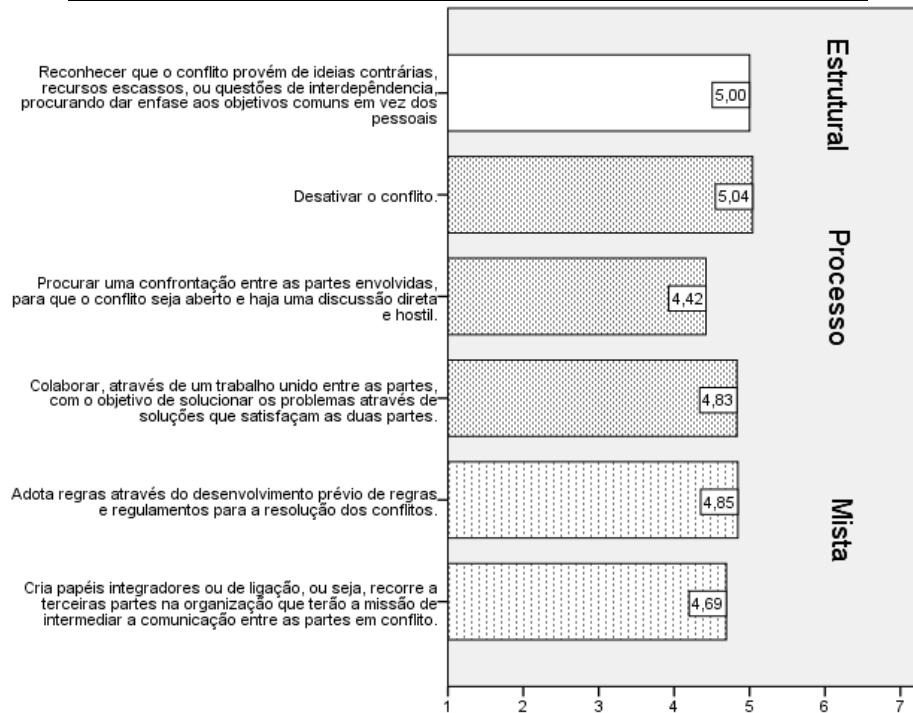 Reconhecer que o conflito provém de ideias contrárias,
recursos escassos, ou questões de interdepêndencia,
procurando dar enfase aos objetivos comuns em vez dos
pessoais
5,00
Estrutural
Desativar o conflito.
5,04
Procurar uma confrontação entre as partes envolvidas,
para que o conflito seja aberto e haja uma discussão direta
e hostil.
4,42
Processo
Colaborar, através de um trabalho unido entre as partes,
com o objetivo de solucionar os problemas através de
soluções que satisfaçam as duas partes.
4,83
Adota regras através do desenvolvimento prévio de regras
e regulamentos para a resolução dos conflitos.
4,85
Mista
Cria papéis integradores ou de ligação, ou seja, recorre a
terceiras partes na organização que terão a missão de
intermediar a comunicação entre as partes em conflito.
4,69
1 2 3 4 5 6 7